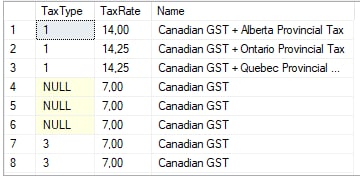 TaxType TaxRate Name
1 1 14,00 Canadian GST + Alberta Provincial Tax
2 1 14,25 Canadian GST + Ontario Provincial Tax
3 1 14,25 Canadian GST + Quebec Provincial ...
4 NULL 7,00 Canadian GST
5 NULL 7,00 Canadian GST
6 NULL 7,00 Canadian GST
7 3 7,00 Canadian GST
8 3 7,00 Canadian GST